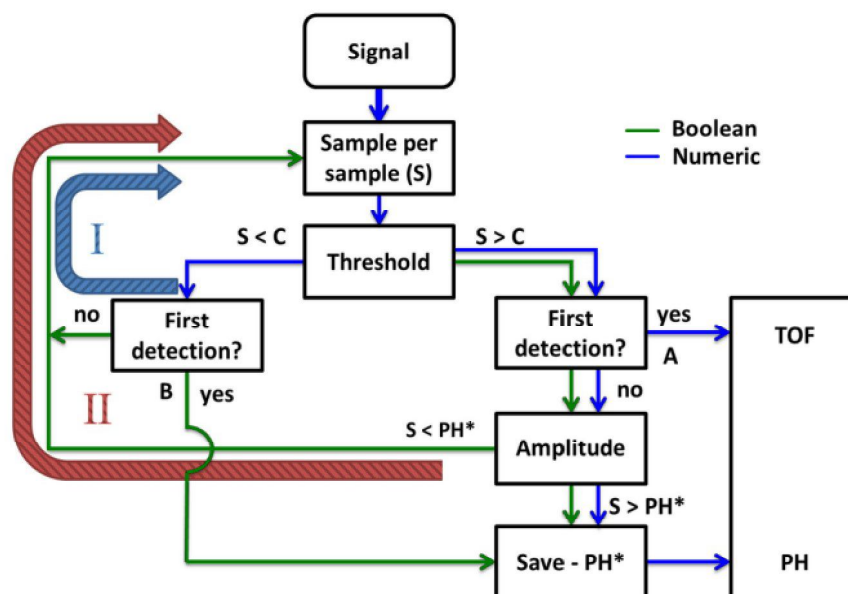 Signal
Boolean
Numeric
Sample per
sample (S)
S < C
S > C
I
Threshold
no
First
detection?
First
detection?
yes
A
TOF
B
yes
no
II
S < PH*
Amplitude
S > PH*
Save - PH*
PH